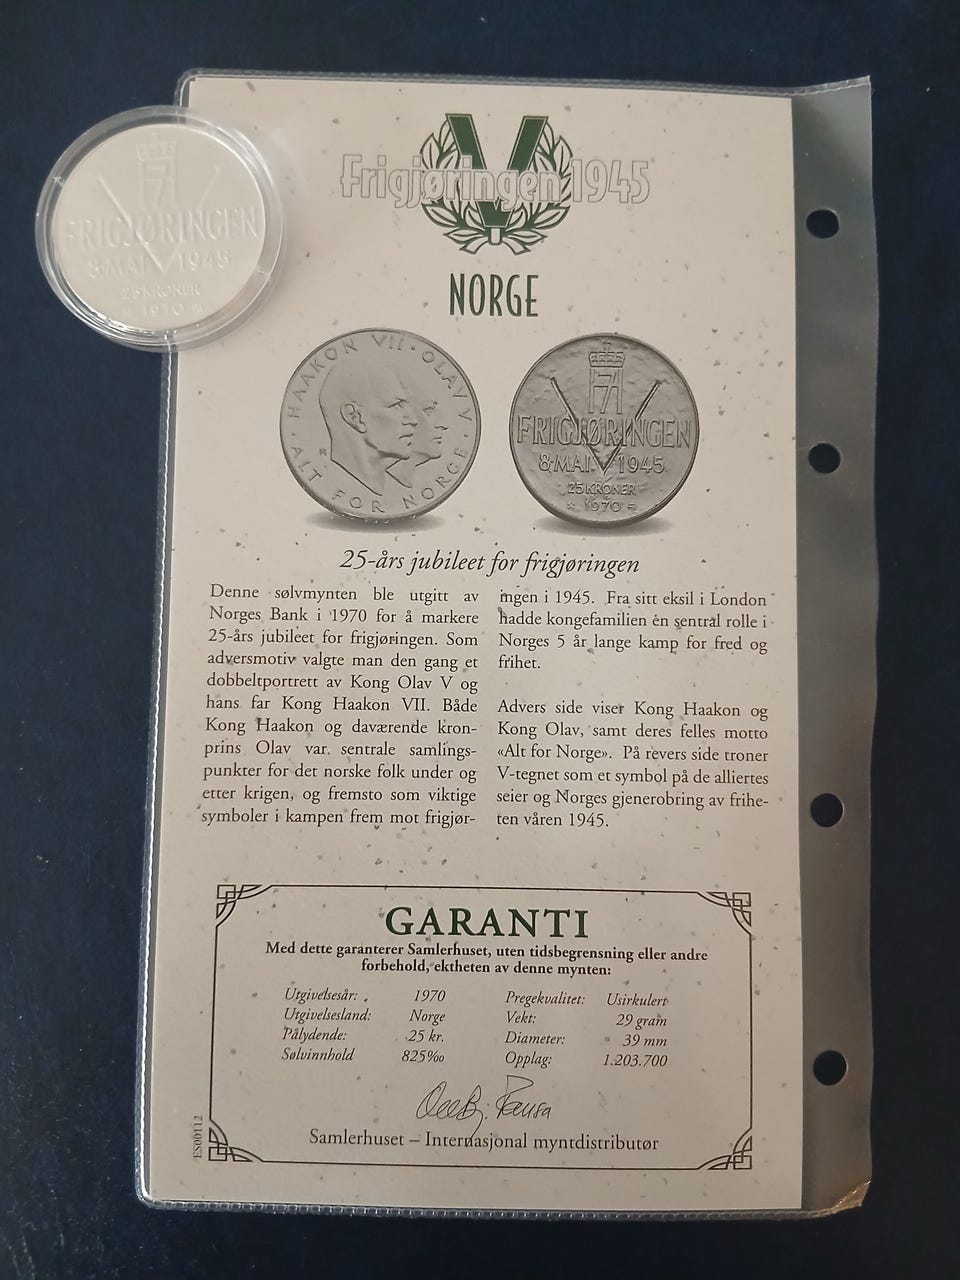 FRIGJØRINGEN
8·MAI 1945
25 KRONER
1970
Frigjøringen 1945
NORGE
HAAKON VII · OLAV V · ALT FOR NORGE
FRIGJØRINGEN
8·MAI 1945
25 KRONER
1970
25-års jubileet for frigjøringen
Denne sølvmynten ble utgitt av
Norges Bank i 1970 for å markere
25-års jubileet for frigjøringen. Som
adversmotiv valgte man den gang et
dobbeltportrett av Kong Olav V og
hans far Kong Haakon VII. Både
Kong Haakon og daværende kron-
prins Olav var sentrale samlings-
punkter for det norske folk under og
etter krigen, og fremsto som viktige
symboler i kampen frem mot frigjør-
ingen i 1945. Fra sitt eksil i London
hadde kongefamilien en sentral rolle i
Norges 5 år lange kamp for fred og
frihet.
Advers side viser Kong Haakon og
Kong Olav, samt deres felles motto
«Alt for Norge». På revers side troner
V-tegnet som et symbol på de alliertes
seier og Norges gjenerobring av frihe-
ten våren 1945.
GARANTI
Med dette garanterer Samlerhuset, uten tidsbegrensning eller andre
forbehold, ektheten av denne mynten:
Utgivelsesår: 1970
Utgivelsesland: Norge
Pålydende: 25 kr.
Sølvinnhold 825‰
Pregekvalitet: Usirkulert
Vekt: 29 gram
Diameter: 39 mm
Opplag: 1.203.700
Samlerhuset – Internasjonal myntdistributør
ES00112